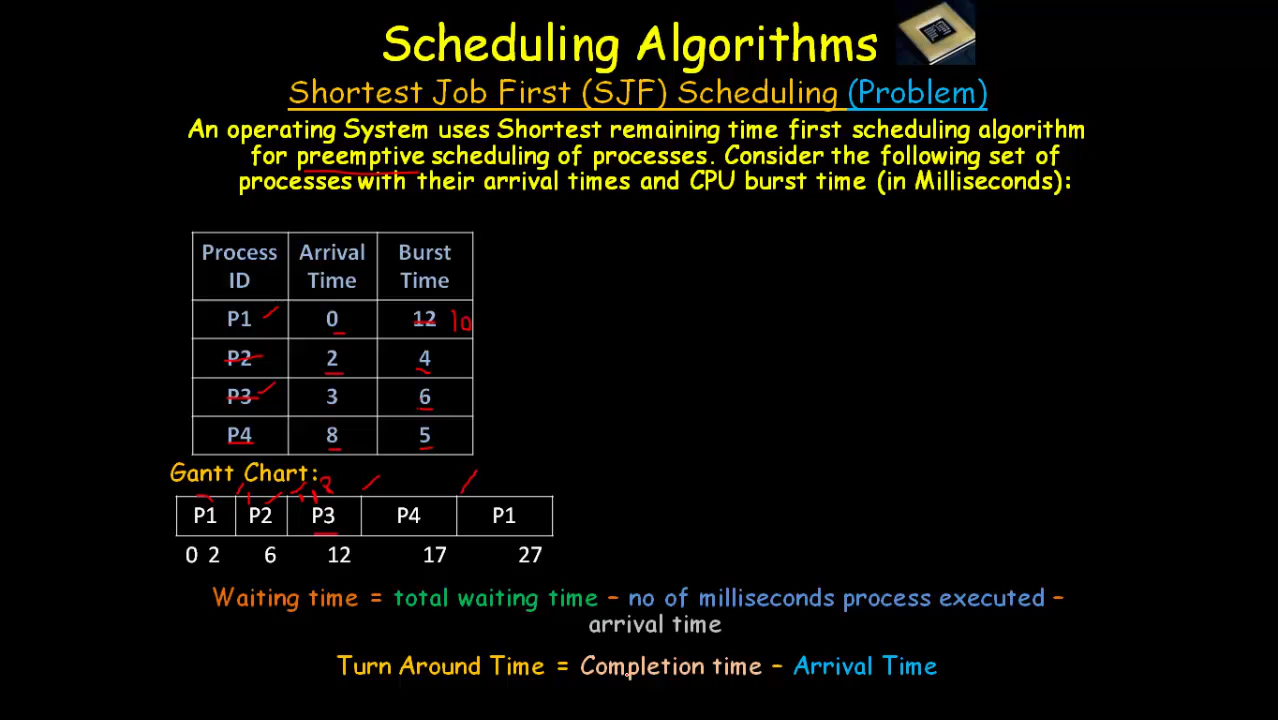 Scheduling Algorithms
Shortest Job First (SJF) Scheduling (Problem)
An operating System uses Shortest remaining time first scheduling algorithm
for preemptive scheduling of processes. Consider the following set of
processes with their arrival times and CPU burst time (in Milliseconds):
Process ID Arrival Time Burst Time
P1 0 12 10
P2 2 4
P3 3 6
P4 8 5
Gantt Chart:
P1 P2 P3 P4 P1
0 2 6 12 17 27
Waiting time = total waiting time – no of milliseconds process executed –
arrival time
Turn Around Time = Completion time – Arrival Time